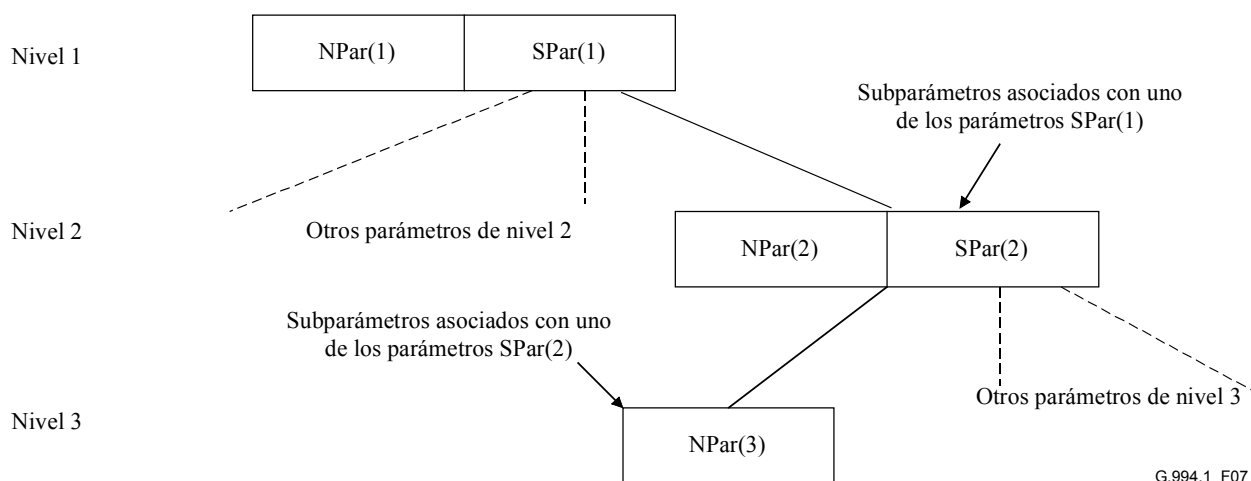 Nivel 1
NPar(1)
SPar(1)
Subparámetros asociados con uno
de los parámetros SPar(1)
Nivel 2
Otros parámetros de nivel 2
NPar(2)
SPar(2)
Subparámetros asociados con uno
de los parámetros SPar(2)
Otros parámetros de nivel 3
Nivel 3
NPar(3)
G.994.1_F07